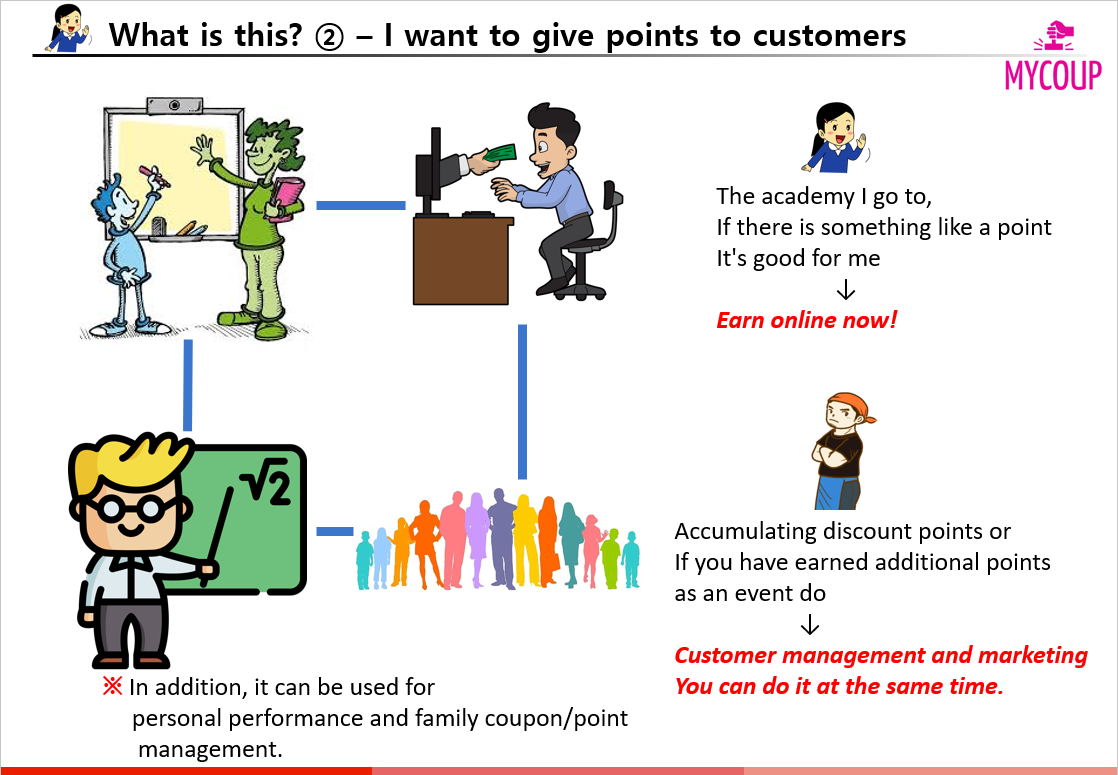 What is this? ② – I want to give points to customers
MYCOUP
The academy I go to,
If there is something like a point
It's good for me
↓
Earn online now!
√2
Accumulating discount points or
If you have earned additional points
as an event do
↓
Customer management and marketing
You can do it at the same time.
※ In addition, it can be used for
personal performance and family coupon/point
management.